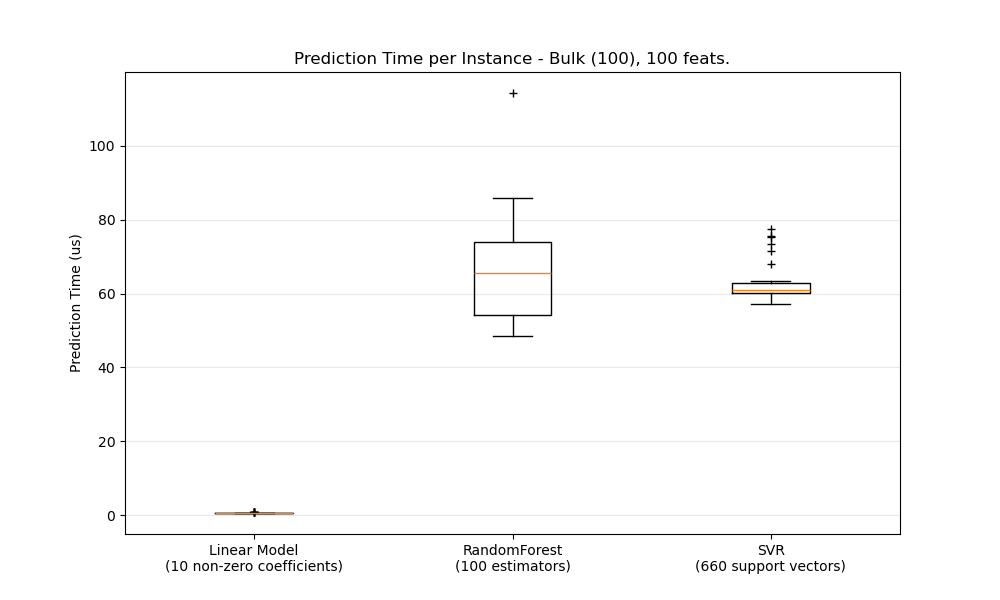 Prediction Time per Instance - Bulk (100), 100 feats.
Prediction Time (us)
100
80
60
40
20
0
Linear Model
(10 non-zero coefficients)
RandomForest
(100 estimators)
SVR
(660 support vectors)